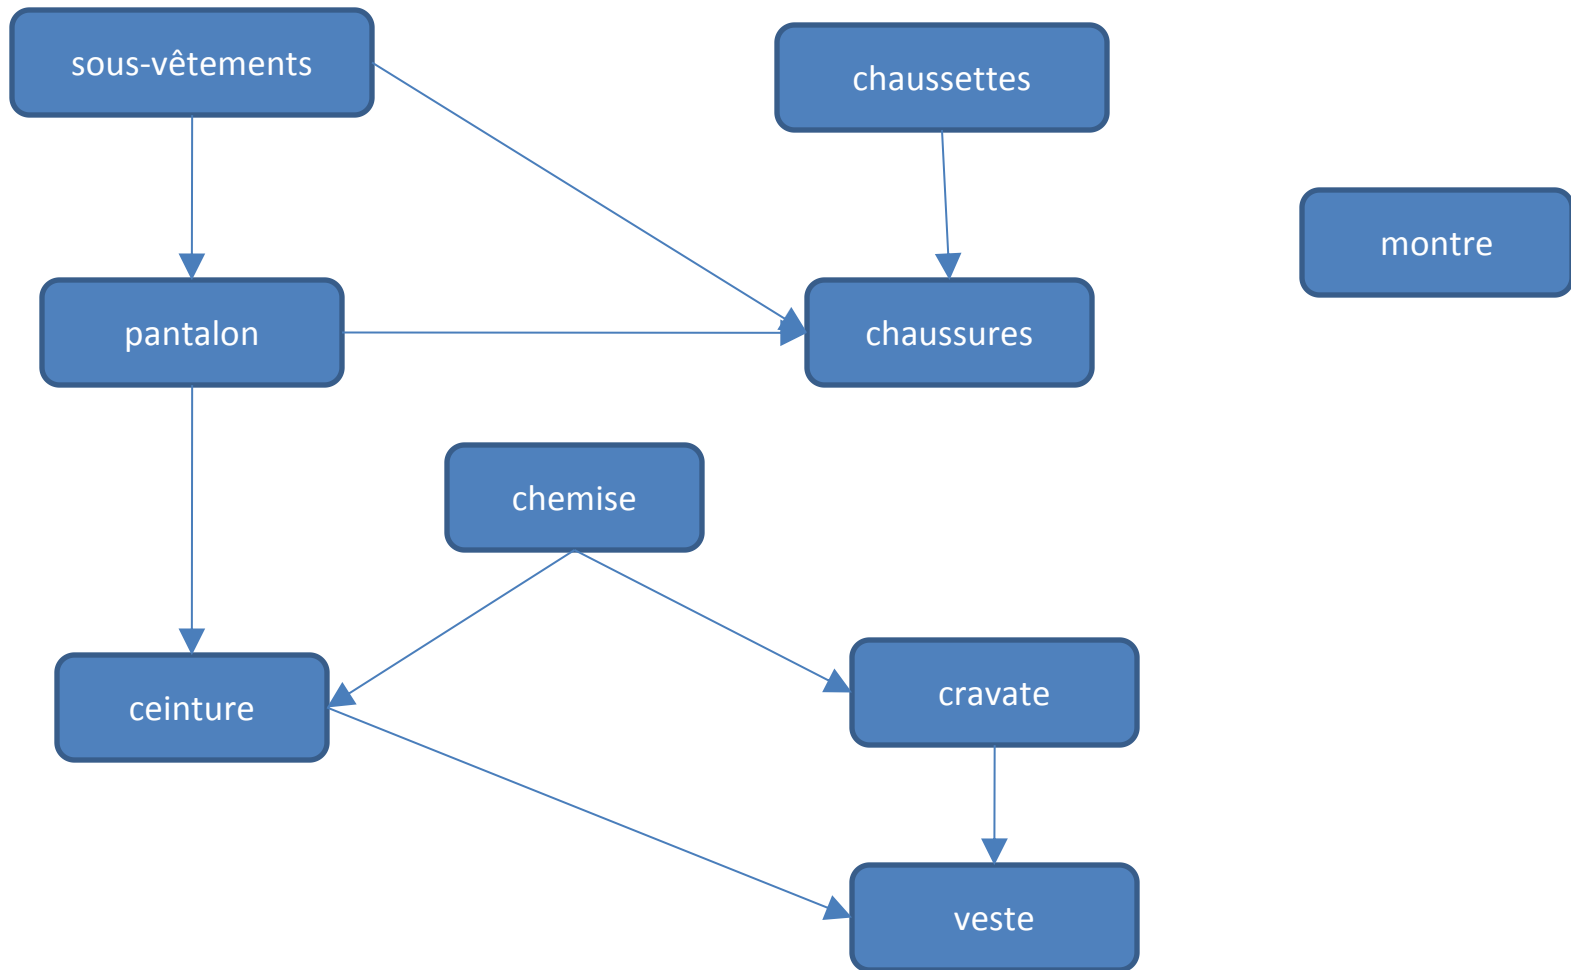 sous-vêtements
chaussettes
montre
pantalon
chaussures
chemise
ceinture
cravate
veste